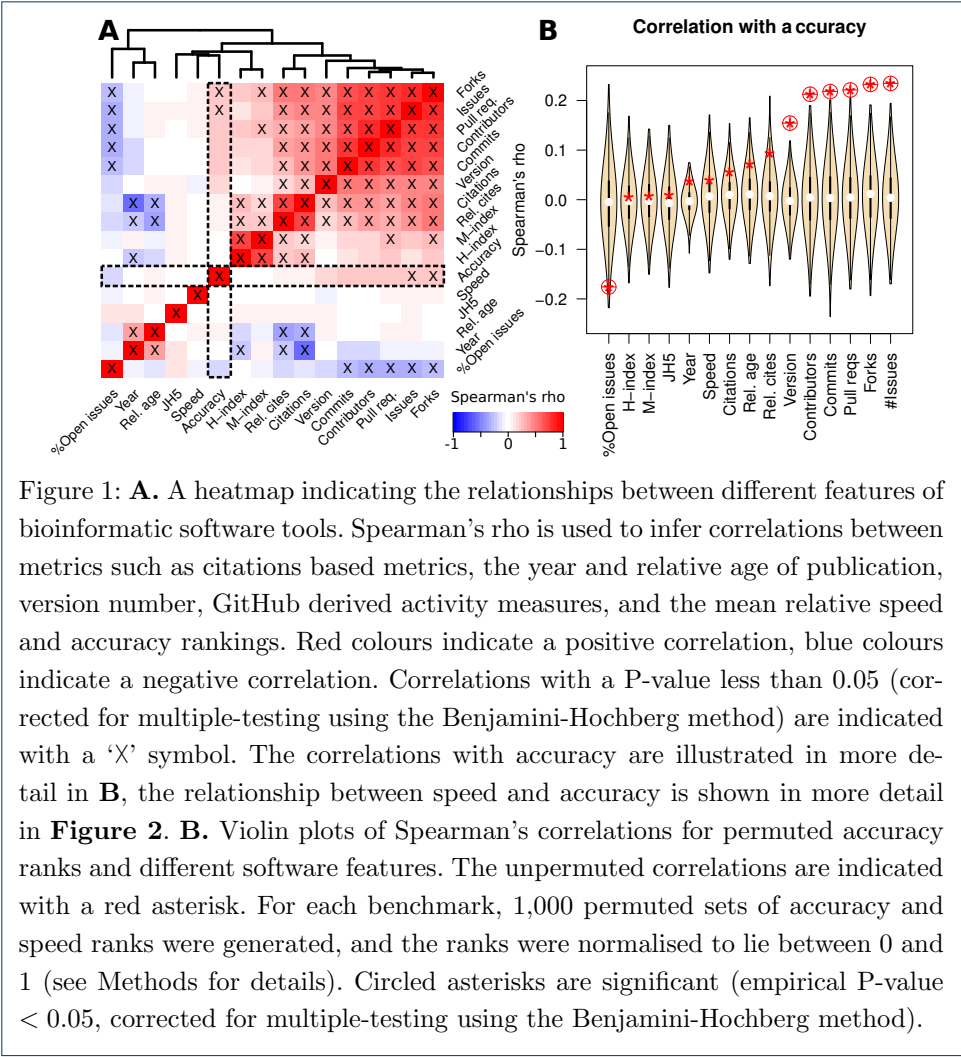 A
Forks
Issues
Pull req.
Contributors
Commits
Version
Citations
Rel. cites
M−index
H−index
Accuracy
Speed
JH5
Rel. age
Year
%Open issues
%Open issues
Year
Rel. age
JH5
Speed
Accuracy
H−index
M−index
Rel. cites
Citations
Version
Commits
Contributors
Pull req.
Issues
Forks
Spearman's rho
-1 0 1
B
Correlation with a ccuracy
Spearman's rho
0.2
0.1
0.0
−0.1
−0.2
%Open issues
H−index
M−index
JH5
Year
Speed
Citations
Rel. age
Rel. cites
Version
Contributors
Commits
Pull reqs
Forks
#Issues
Figure 1: A. A heatmap indicating the relationships between different features of
bioinformatic software tools. Spearman's rho is used to infer correlations between
metrics such as citations based metrics, the year and relative age of publication,
version number, GitHub derived activity measures, and the mean relative speed
and accuracy rankings. Red colours indicate a positive correlation, blue colours
indicate a negative correlation. Correlations with a P-value less than 0.05 (cor-
rected for multiple-testing using the Benjamini-Hochberg method) are indicated
with a ‘X’ symbol. The correlations with accuracy are illustrated in more de-
tail in B, the relationship between speed and accuracy is shown in more detail
in Figure 2. B. Violin plots of Spearman's correlations for permuted accuracy
ranks and different software features. The unpermuted correlations are indicated
with a red asterisk. For each benchmark, 1,000 permuted sets of accuracy and
speed ranks were generated, and the ranks were normalised to lie between 0 and
1 (see Methods for details). Circled asterisks are significant (empirical P-value
< 0.05, corrected for multiple-testing using the Benjamini-Hochberg method).